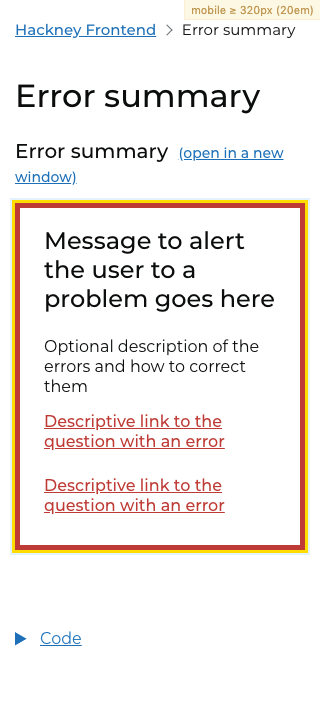 mobile ≥ 320px (20em)
Hackney Frontend > Error summary
Error summary
Error summary (open in a new
window)
Message to alert
the user to a
problem goes here
Optional description of the
errors and how to correct
them
Descriptive link to the
question with an error
Descriptive link to the
question with an error
Code